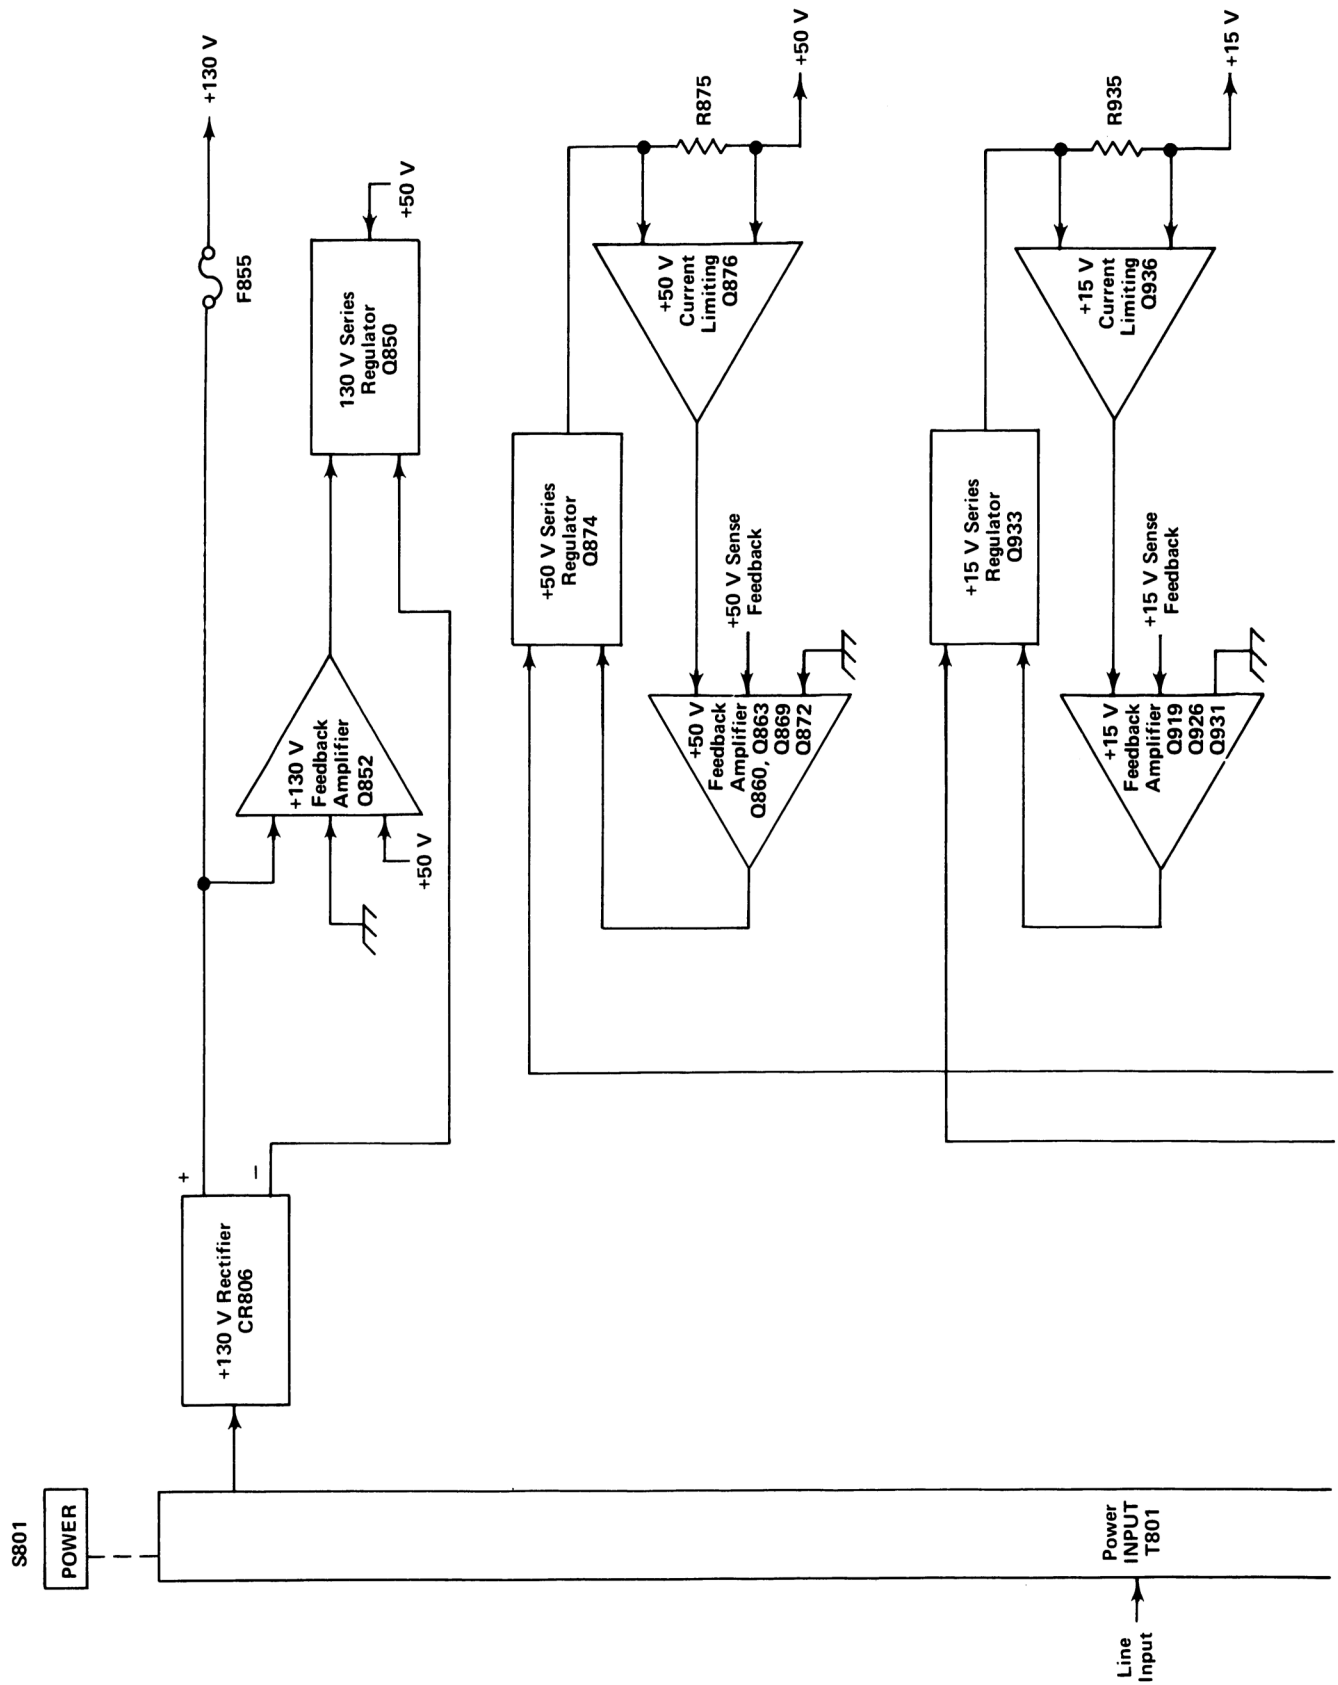 S801
POWER
Line
Input
Power
INPUT
T801
+130 V Rectifier
CR806
+
−
+130 V
Feedback
Amplifier
Q852
+50 V
130 V Series
Regulator
Q850
+50 V
F855
+130 V
+50 V Series
Regulator
Q874
+50 V
Feedback
Amplifier
Q860, Q863
Q869
Q872
+50 V Sense
Feedback
+50 V
Current
Limiting
Q876
R875
+50 V
+15 V Series
Regulator
Q933
+15 V
Feedback
Amplifier
Q919
Q926
Q931
+15 V Sense
Feedback
+15 V
Current
Limiting
Q936
R935
+15 V